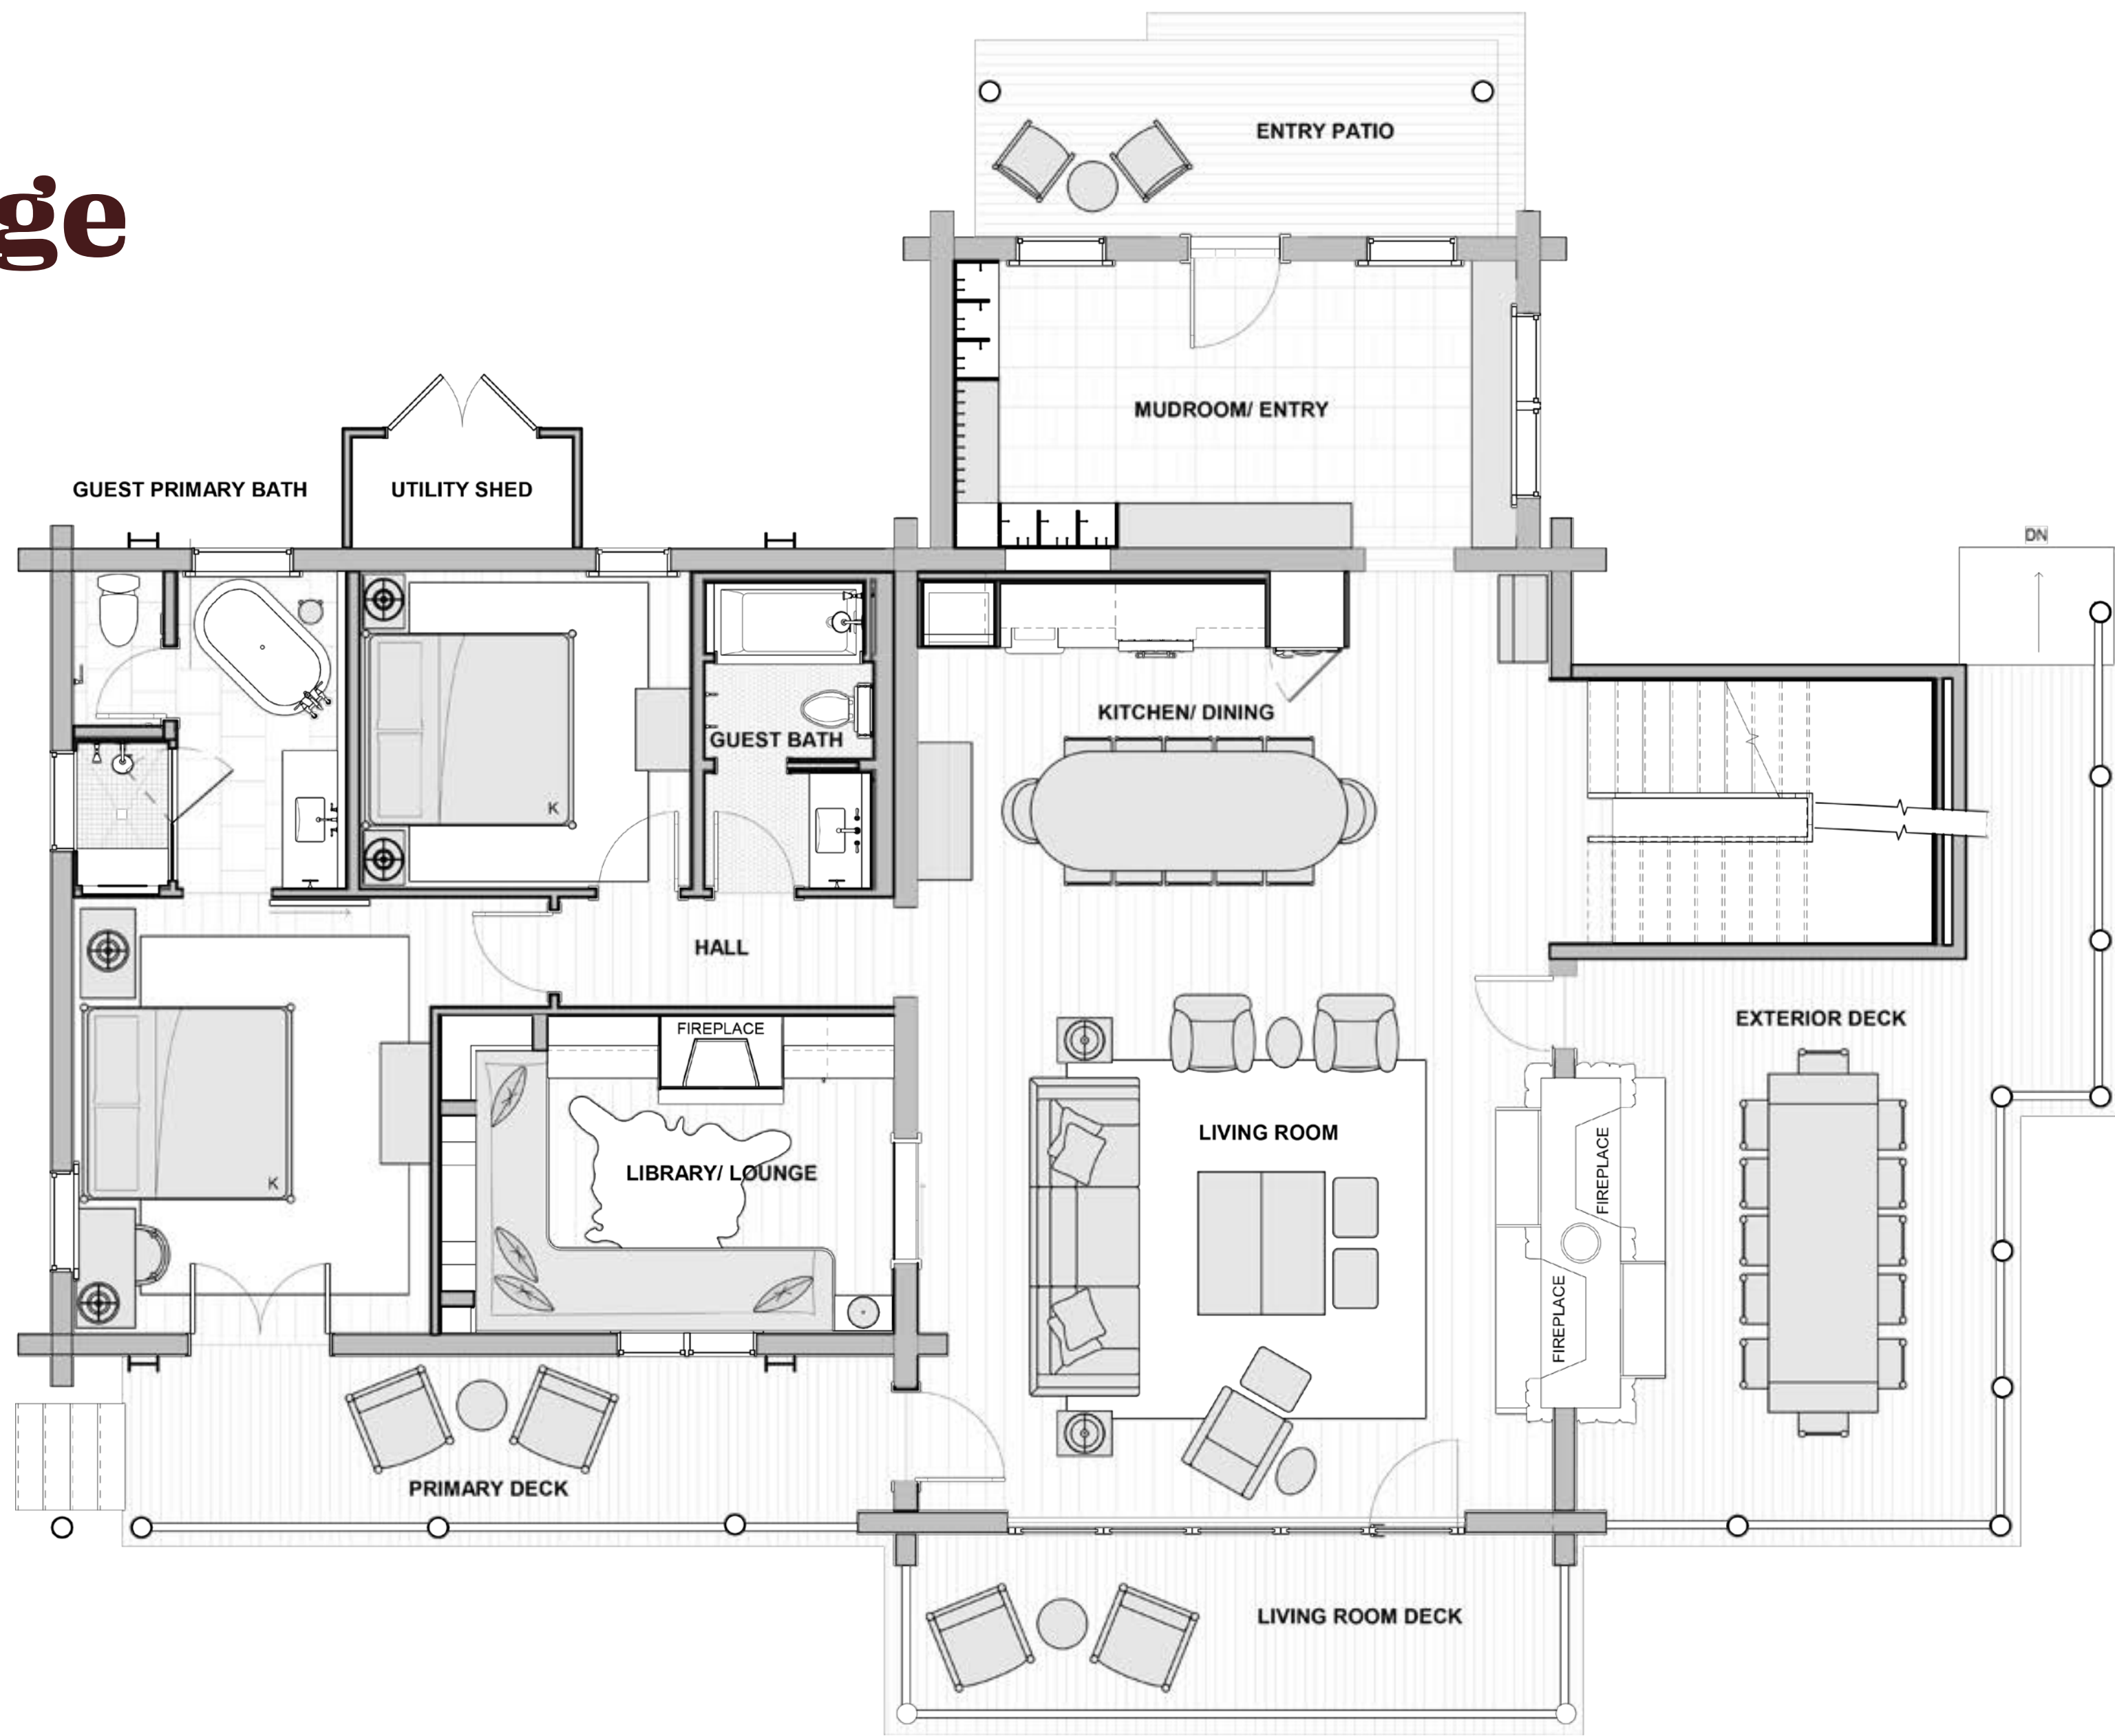 ge
ENTRY PATIO
MUDROOM/ ENTRY
GUEST PRIMARY BATH
UTILITY SHED
DN
KITCHEN/ DINING
GUEST BATH
K
HALL
EXTERIOR DECK
FIREPLACE
LIVING ROOM
FIREPLACE
LIBRARY/ LOUNGE
K
FIREPLACE
PRIMARY DECK
LIVING ROOM DECK